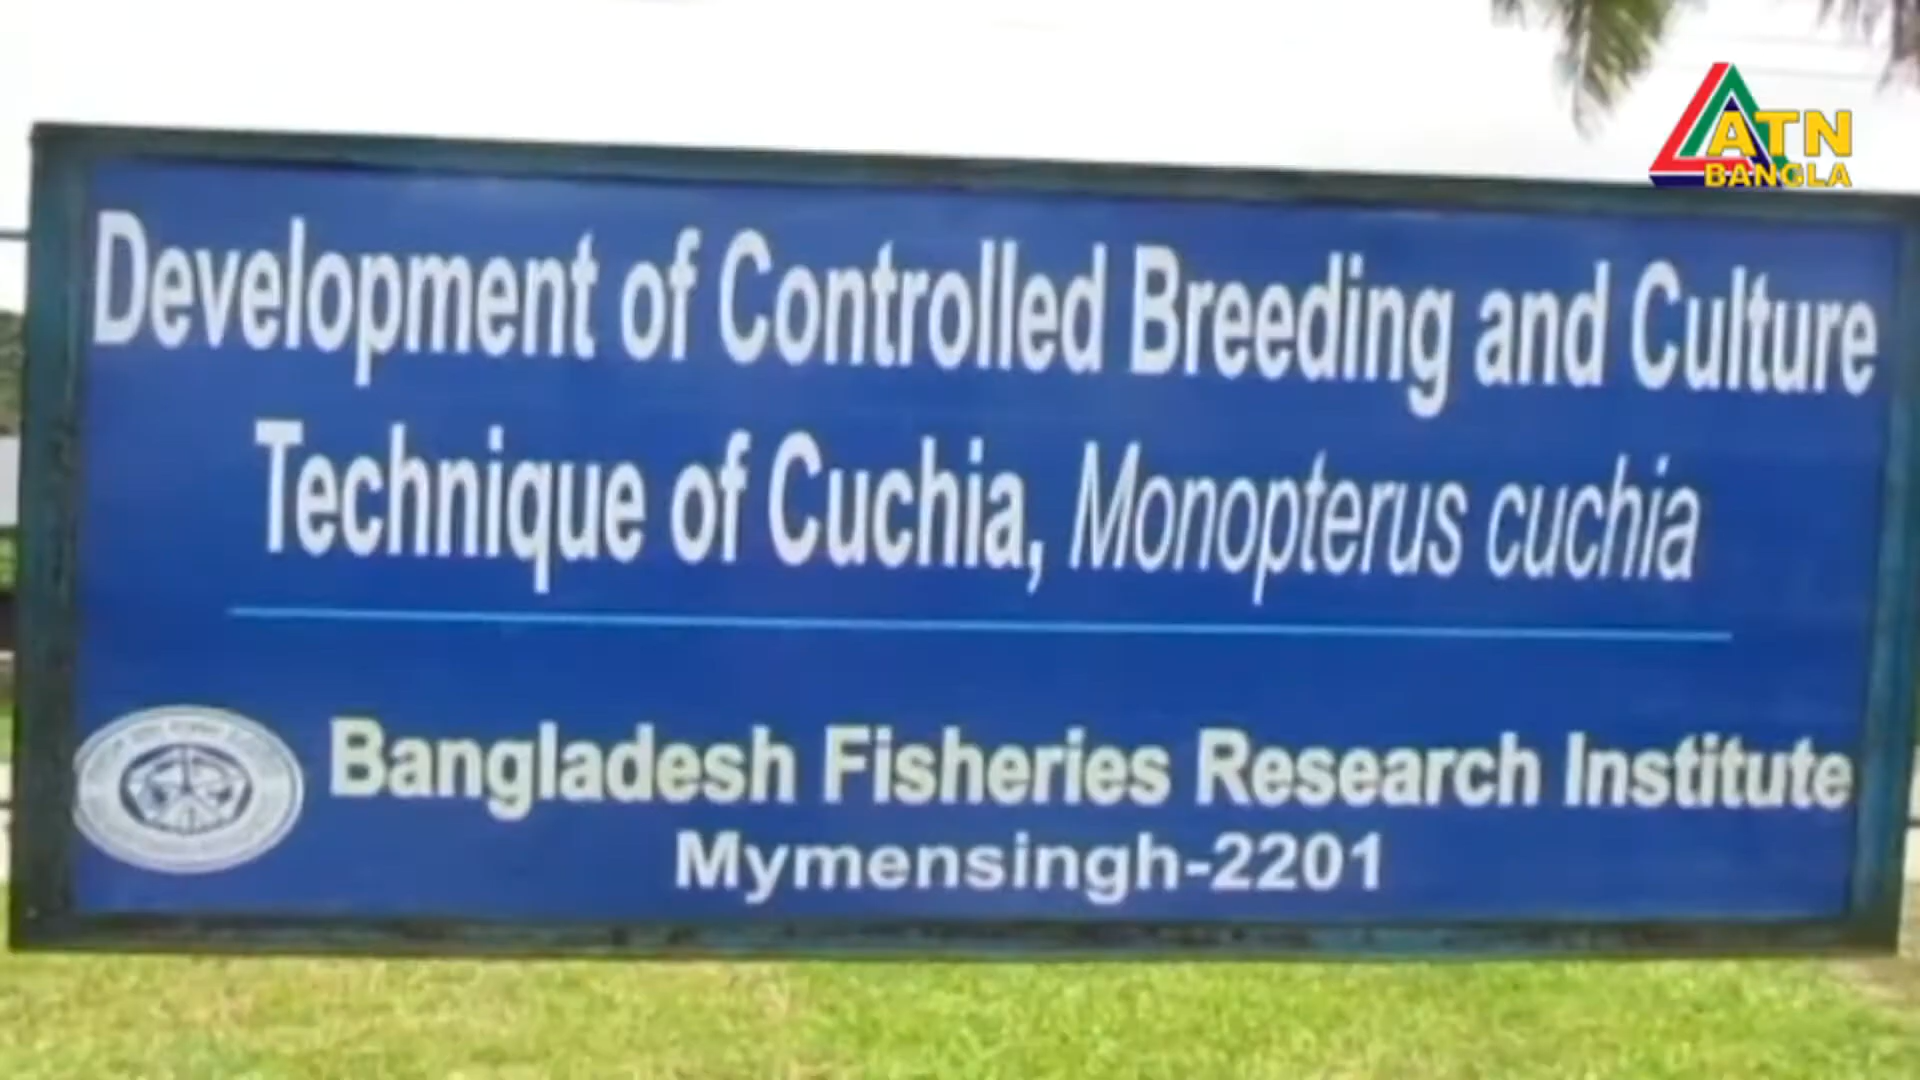 ATN
BANGLA
Development of Controlled Breeding and Culture
Technique of Cuchia, Monopterus cuchia
Bangladesh Fisheries Research Institute
Mymensingh-2201